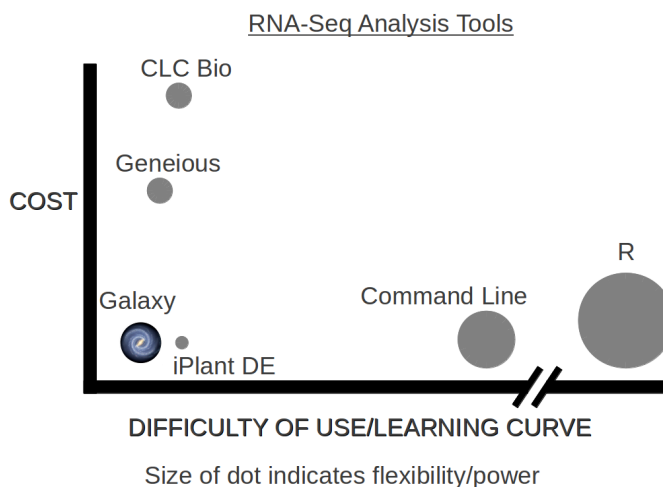 RNA-Seq Analysis Tools
CLC Bio
Geneious
COST
R
Galaxy
Command Line
iPlant DE
DIFFICULTY OF USE/LEARNING CURVE
Size of dot indicates flexibility/power